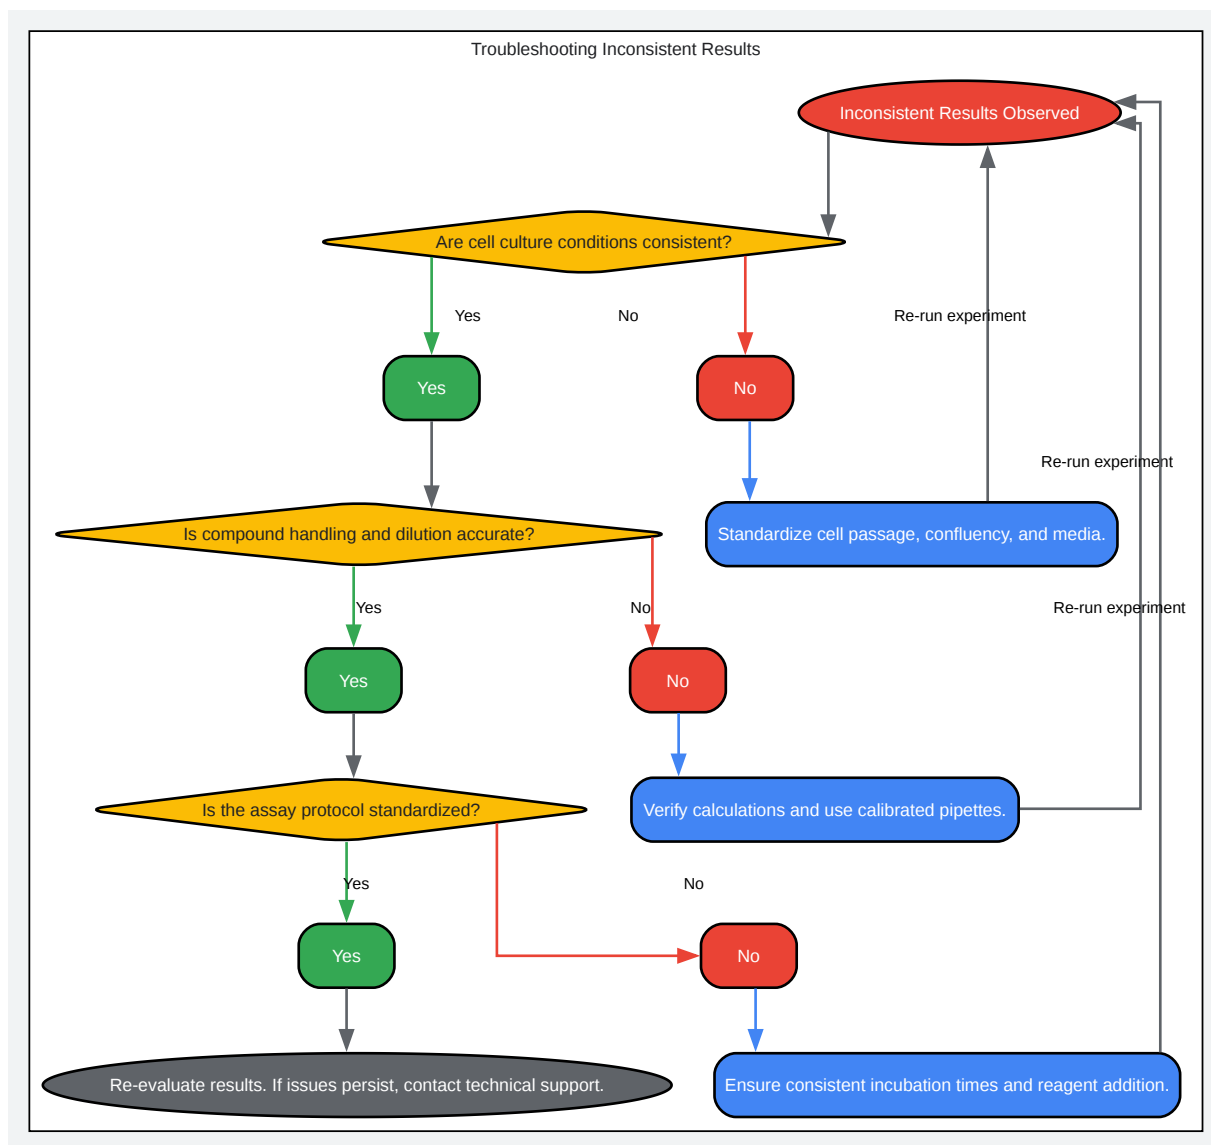 Troubleshooting Inconsistent Results
Inconsistent Results Observed
Are cell culture conditions consistent?
Yes
No
Re-run experiment
Yes
No
Re-run experiment
Is compound handling and dilution accurate?
Standardize cell passage, confluency, and media.
Yes
No
Re-run experiment
Yes
No
Is the assay protocol standardized?
Verify calculations and use calibrated pipettes.
Yes
No
Yes
No
Re-evaluate results. If issues persist, contact technical support.
Ensure consistent incubation times and reagent addition.